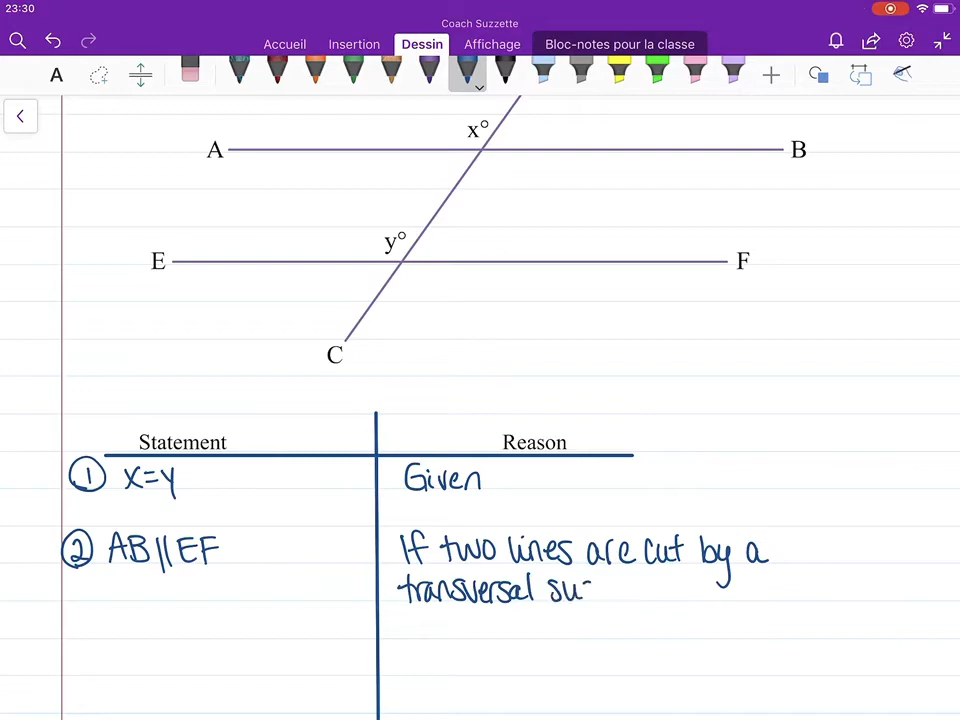 23:30
Coach Suzzette
Accueil Insertion Dessin Affichage Bloc-notes pour la classe
A
x°
A B
y°
E F
C
Statement Reason
① x=y Given
② AB||EF If two lines are cut by a
transversal su